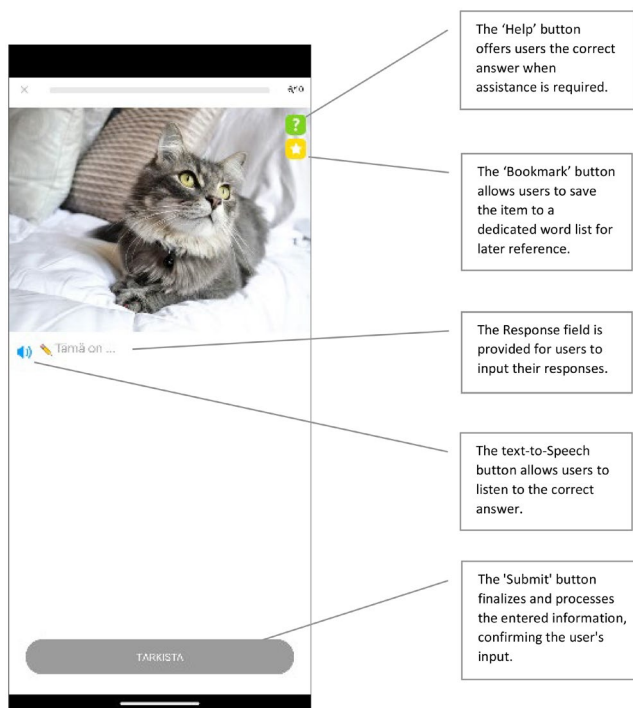 The ‘Help’ button
offers users the correct
answer when
assistance is required.
?
The ‘Bookmark’ button
allows users to save
the item to a
dedicated word list for
later reference.
Tämä on ...
The Response field is
provided for users to
input their responses.
The text-to-Speech
button allows users to
listen to the correct
answer.
The 'Submit' button
finalizes and processes
the entered information,
confirming the user's
input.
TARKISTA